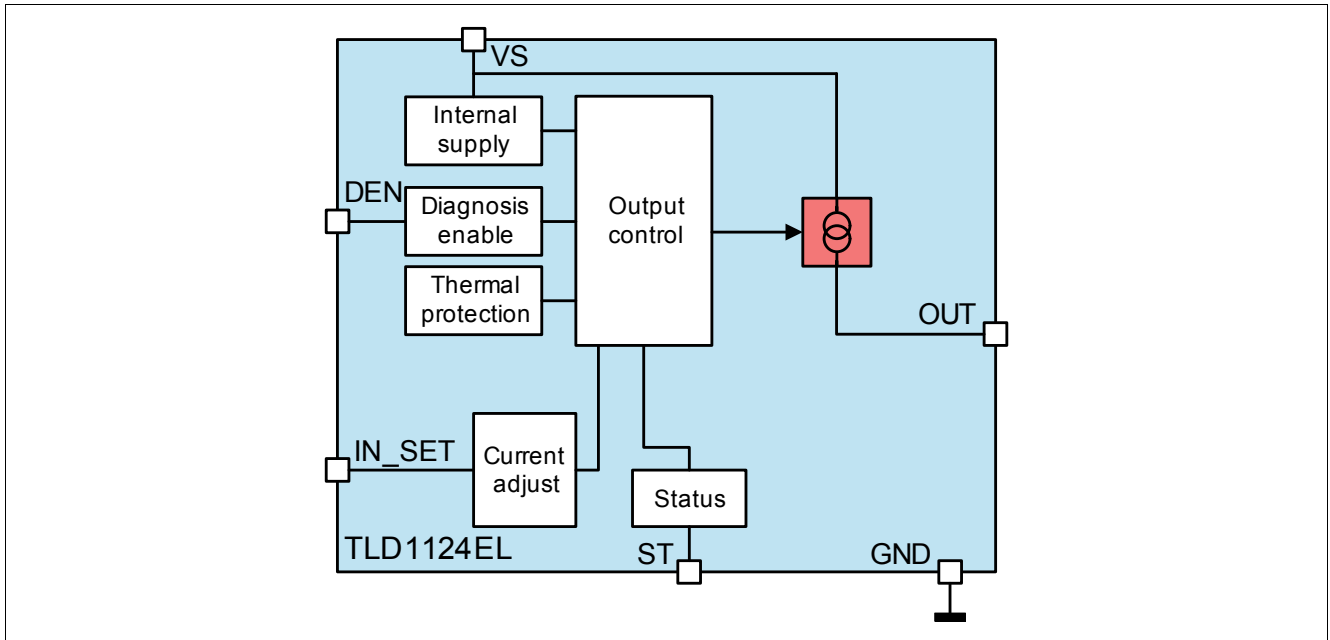 VS
Internal
supply
DEN
Diagnosis
enable
Output
control
Thermal
protection
OUT
IN_SET
Current
adjust
Status
TLD1124EL
ST
GND